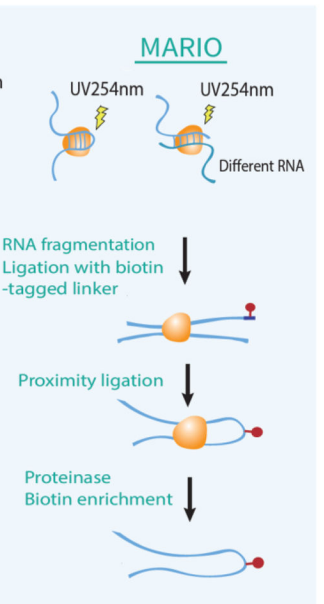 MARIO
UV254nm
UV254nm
Different RNA
RNA fragmentation
Ligation with biotin
-tagged linker
Proximity ligation
Proteinase
Biotin enrichment